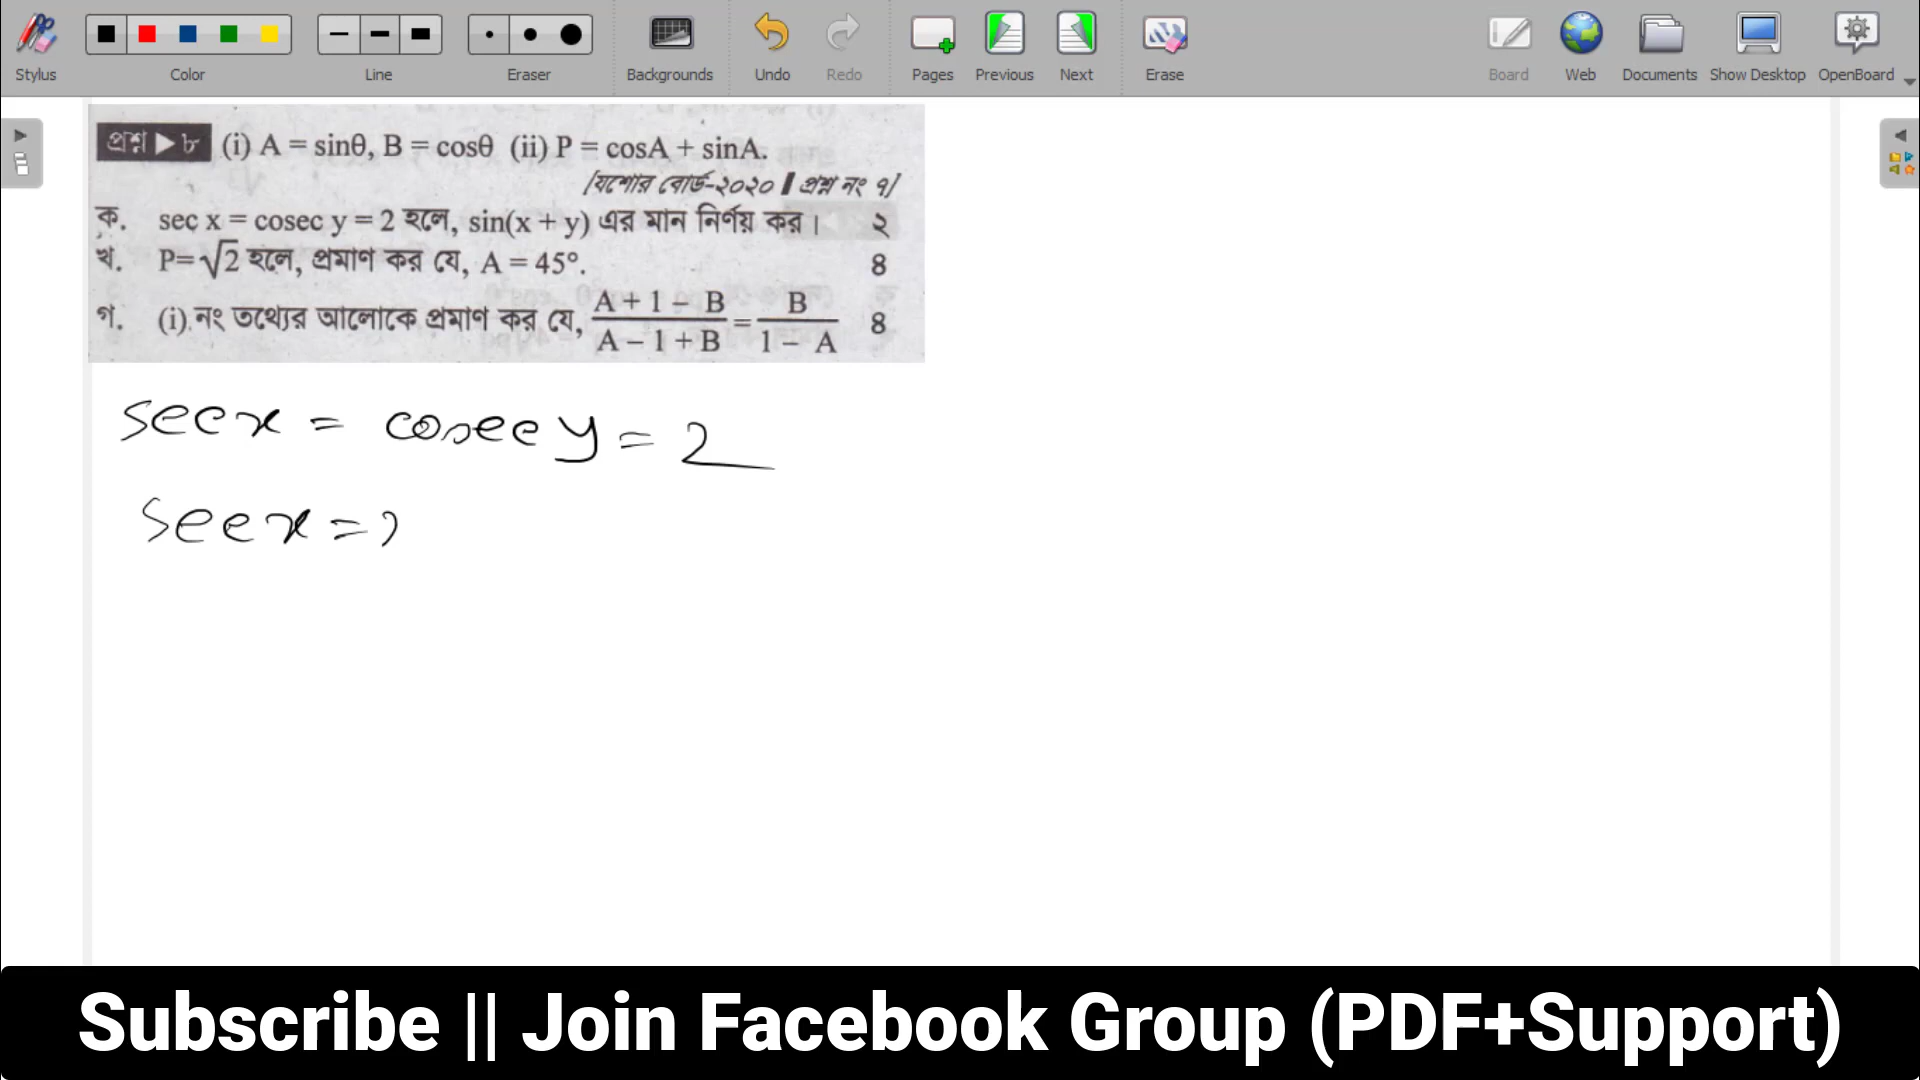 Stylus Color Line Eraser Backgrounds Undo Redo Pages Previous Next Erase Board Web Documents Show Desktop OpenBoard
প্রশ্ন ▶ ৮ (i) A = sinθ, B = cosθ (ii) P = cosA + sinA.
[যশোর বোর্ড-২০২০ ▌ প্রশ্ন নং ৭]
ক. sec x = cosec y = 2 হলে, sin(x + y) এর মান নির্ণয় কর। ২
খ. P=√2 হলে, প্রমাণ কর যে, A = 45°. 8
গ. (i) নং তথ্যের আলোকে প্রমাণ কর যে, (A + 1 − B)/(A − 1 + B) = B/(1 − A) 8
secx = cosec y = 2
secx =
Subscribe || Join Facebook Group (PDF+Support)